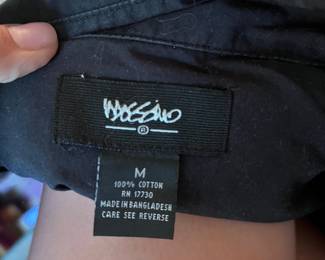 mossimo
M
100% COTTON
RN 17730
MADE IN BANGLADESH
CARE SEE REVERSE